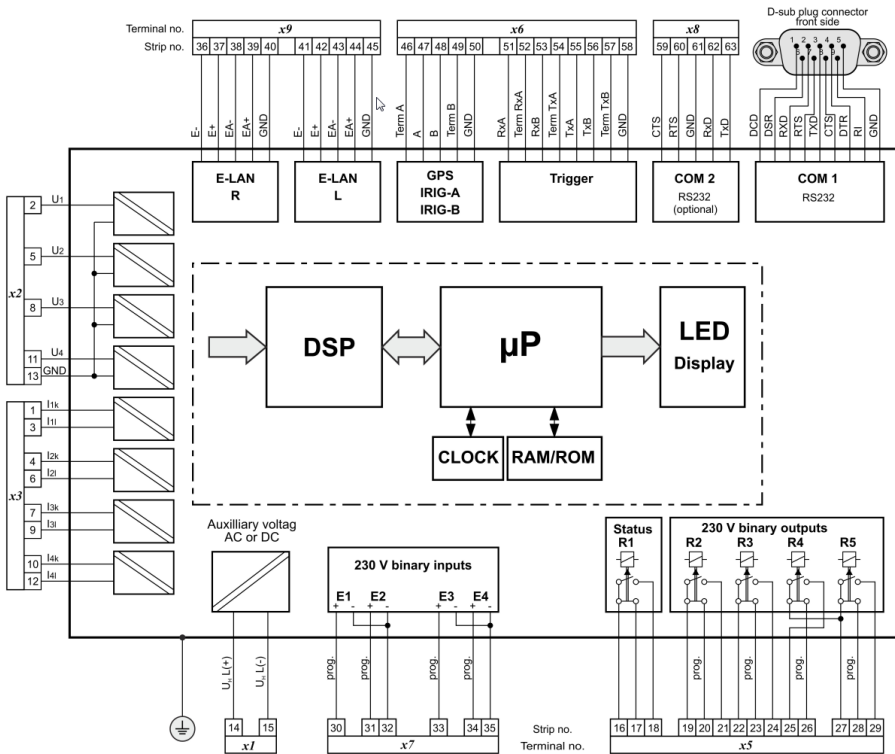 D-sub plug connector
front side
Terminal no. x9 x6 x8
Strip no. 36 37 38 39 40 41 42 43 44 45 46 47 48 49 50 51 52 53 54 55 56 57 58 59 60 61 62 63
1 2 3 4 5
6 7 8 9
E- E+ EA- EA+ GND E- E+ EA- EA+ GND Term A A B Term B GND RxA Term RxA RxB Term TxA TxA TxB Term TxB GND CTS RTS GND RxD TxD DCD DSR RXD RTS TXD CTS DTR RI GND
E-LAN
R
E-LAN
L
GPS
IRIG-A
IRIG-B
Trigger
COM 2
RS232
(optional)
COM 1
RS232
x2
2 U1
5 U2
8 U3
11 U4
13 GND
x3
1 I1k
3 I1l
4 I2k
6 I2l
7 I3k
9 I3l
10 I4k
12 I4l
DSP
µP
LED
Display
CLOCK
RAM/ROM
Auxilliary voltag
AC or DC
230 V binary inputs
E1 E2 E3 E4
+ - + - + - + -
Status
R1
230 V binary outputs
R2 R3 R4 R5
UH L(+) UH L(-)
prog. prog. prog. prog. prog. prog. prog. prog.
14 15
x1
30 31 32 33 34 35
x7
Strip no. 16 17 18 19 20 21 22 23 24 25 26 27 28 29
Terminal no. x5